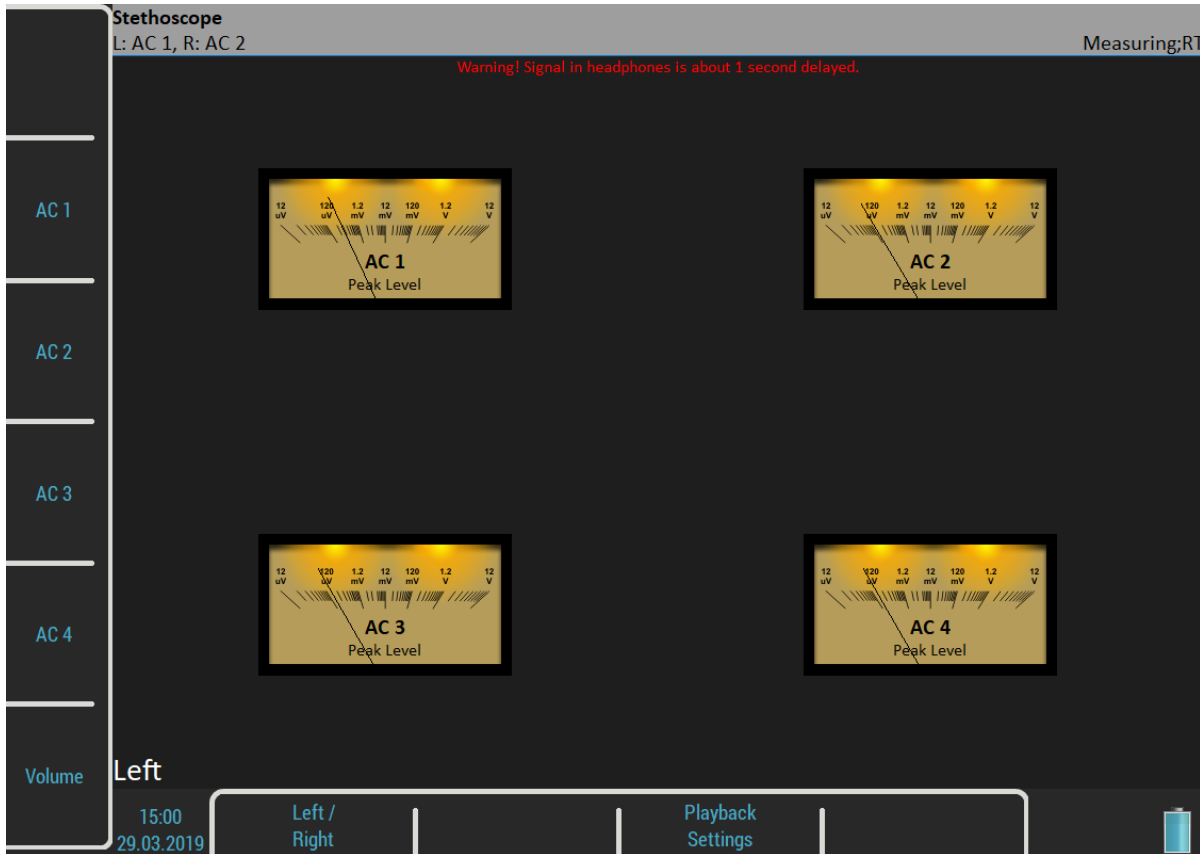 Stethoscope
L: AC 1, R: AC 2
Measuring;RT
Warning! Signal in headphones is about 1 second delayed.
AC 1
AC 2
AC 3
AC 4
Volume
12 120 1.2 12 120 1.2 12
uV uV mV mV mV V V
AC 1
Peak Level
12 120 1.2 12 120 1.2 12
uV uV mV mV mV V V
AC 2
Peak Level
12 120 1.2 12 120 1.2 12
uV uV mV mV mV V V
AC 3
Peak Level
12 120 1.2 12 120 1.2 12
uV uV mV mV mV V V
AC 4
Peak Level
Left
15:00
29.03.2019
Left /
Right
Playback
Settings